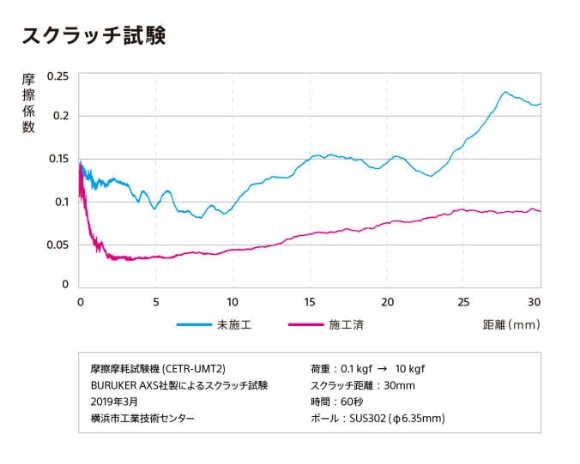 スクラッチ試験
摩擦係数
0.25
0.2
0.15
0.1
0.05
0
0 5 10 15 20 25 30
未施工 施工済 距離(mm)
摩擦摩耗試験機 (CETR-UMT2)
BURUKER AXS社製によるスクラッチ試験
2019年3月
横浜市工業技術センター
荷重：0.1 kgf → 10 kgf
スクラッチ距離：30mm
時間：60秒
ボール：SUS302 (φ6.35mm)